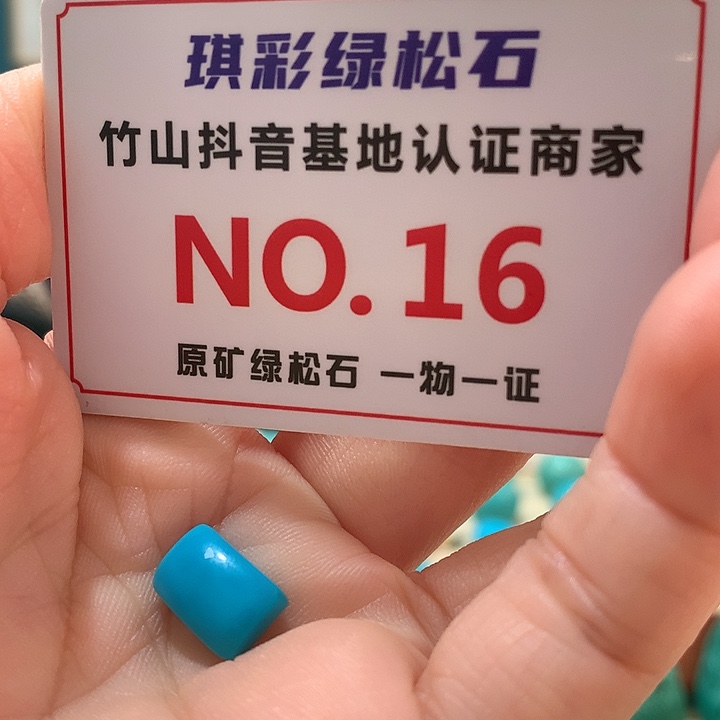 琪彩绿松石
竹山抖音基地认证商家
NO.16
原矿绿松石 一物一证